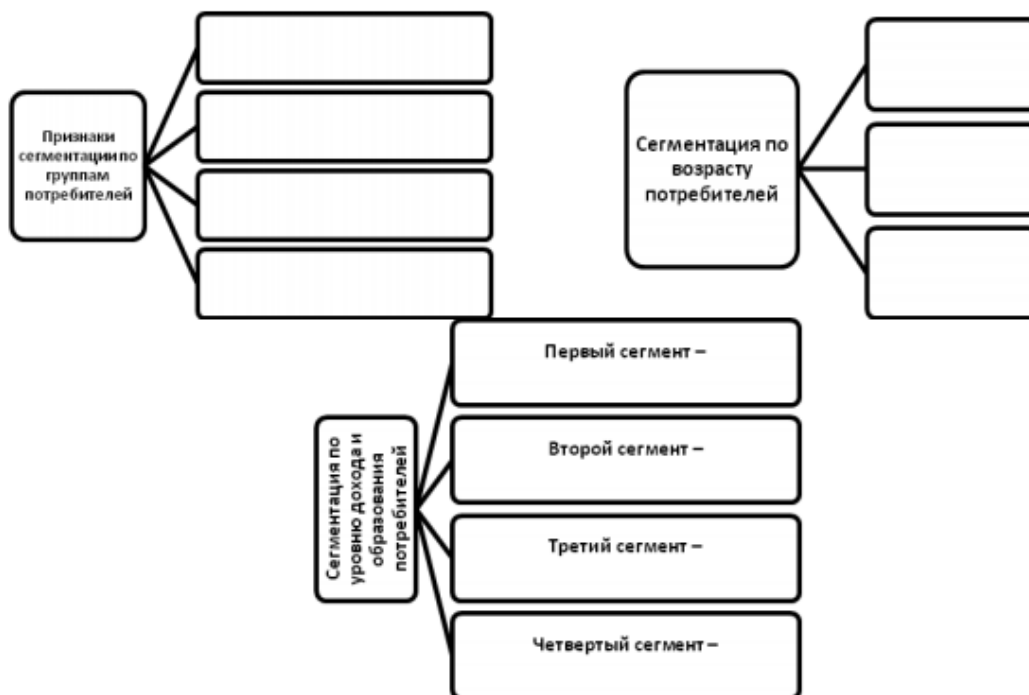 Признаки
сегментации по
группам
потребителей
Сегментация по
возрасту
потребителей
Сегментация по
уровню дохода и
образования
потребителей
Первый сегмент –
Второй сегмент –
Третий сегмент –
Четвертый сегмент –